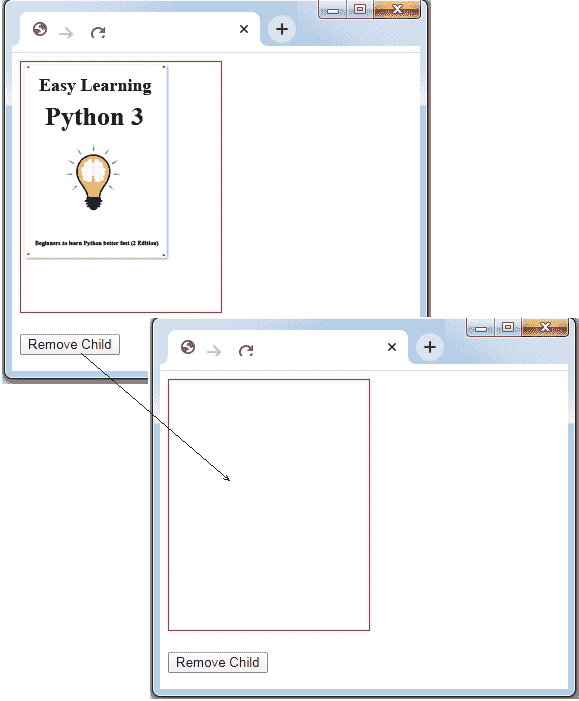 Easy Learning
Python 3
Beginners to learn Python better fast (2 Edition)
Remove Child
Remove Child